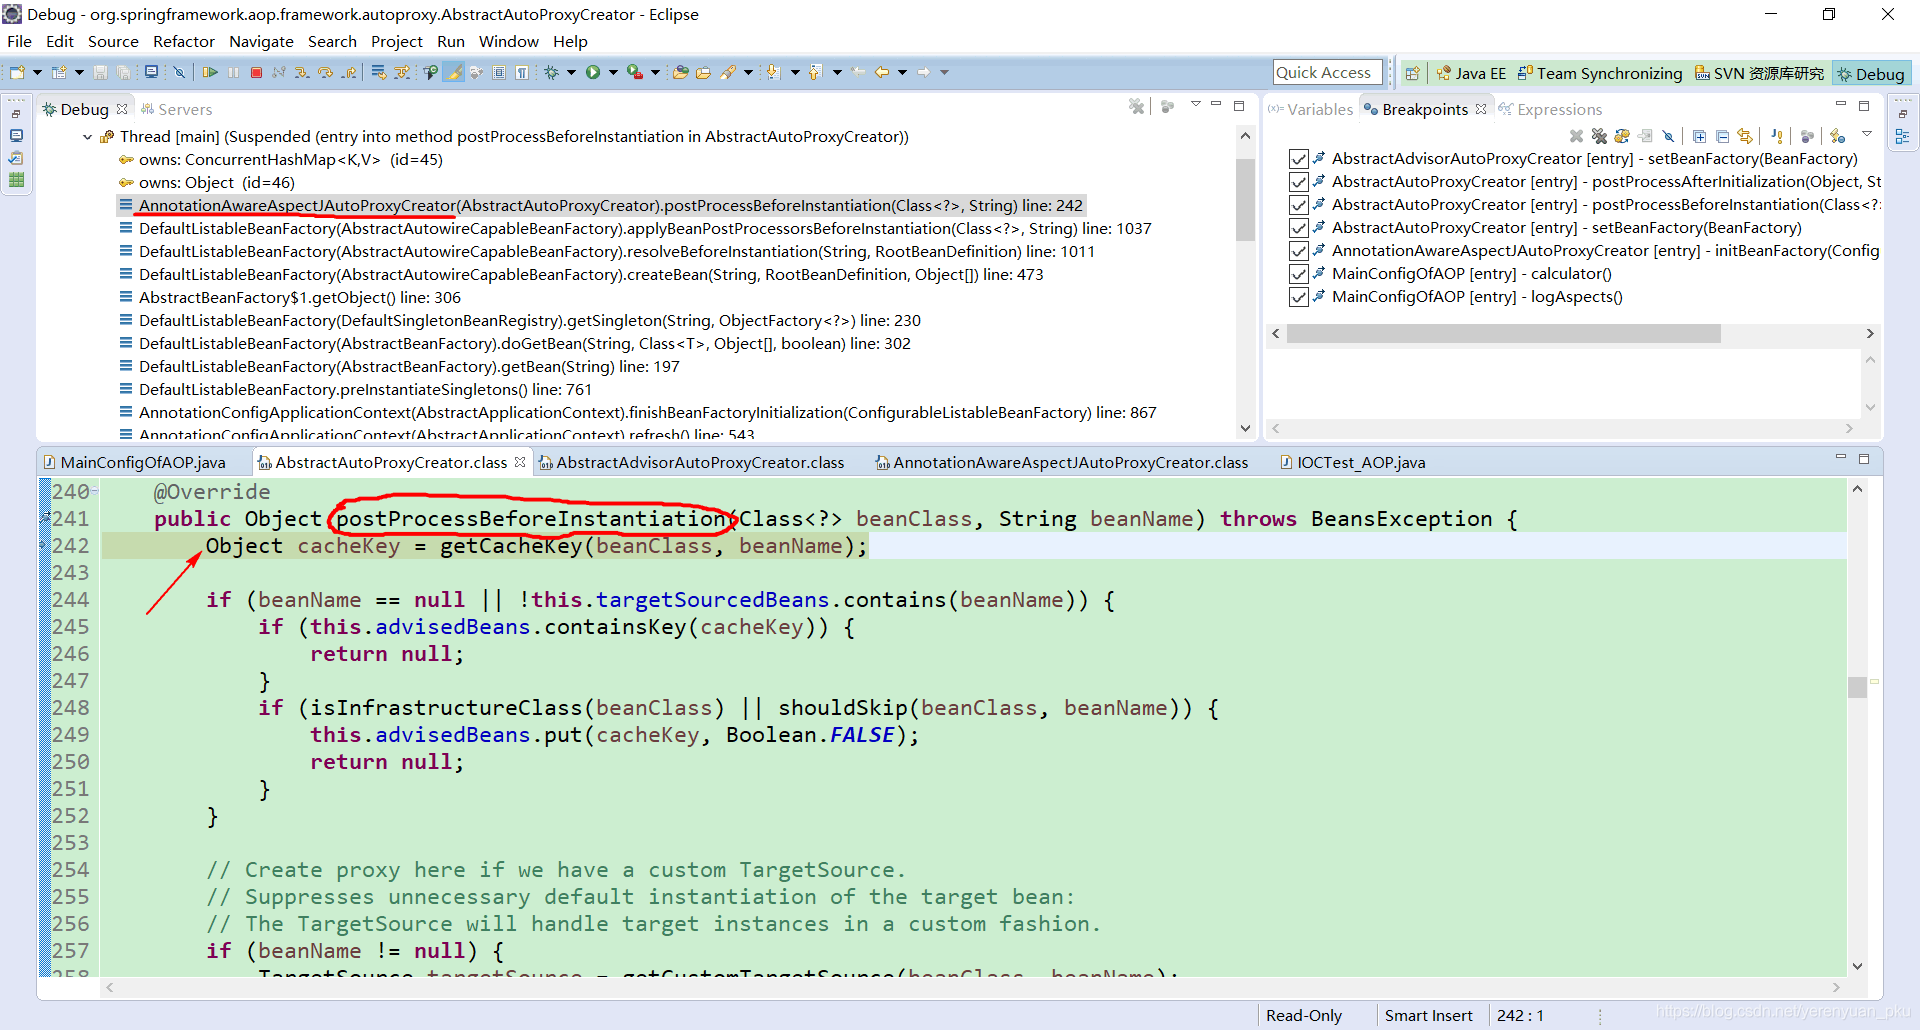 Debug - org.springframework.aop.framework.autoproxy.AbstractAutoProxyCreator - Eclipse
File Edit Source Refactor Navigate Search Project Run Window Help
Quick Access
Java EE
Team Synchronizing
SVN 资源库研究
Debug
Debug
Servers
Thread [main] (Suspended (entry into method postProcessBeforeInstantiation in AbstractAutoProxyCreator))
owns: ConcurrentHashMap<K,V> (id=45)
owns: Object (id=46)
AnnotationAwareAspectJAutoProxyCreator(AbstractAutoProxyCreator).postProcessBeforeInstantiation(Class<?>, String) line: 242
DefaultListableBeanFactory(AbstractAutowireCapableBeanFactory).applyBeanPostProcessorsBeforeInstantiation(Class<?>, String) line: 1037
DefaultListableBeanFactory(AbstractAutowireCapableBeanFactory).resolveBeforeInstantiation(String, RootBeanDefinition) line: 1011
DefaultListableBeanFactory(AbstractAutowireCapableBeanFactory).createBean(String, RootBeanDefinition, Object[]) line: 473
AbstractBeanFactory$1.getObject() line: 306
DefaultListableBeanFactory(DefaultSingletonBeanRegistry).getSingleton(String, ObjectFactory<?>) line: 230
DefaultListableBeanFactory(AbstractBeanFactory).doGetBean(String, Class<T>, Object[], boolean) line: 302
DefaultListableBeanFactory(AbstractBeanFactory).getBean(String) line: 197
DefaultListableBeanFactory.preInstantiateSingletons() line: 761
AnnotationConfigApplicationContext(AbstractApplicationContext).finishBeanFactoryInitialization(ConfigurableListableBeanFactory) line: 867
AnnotationConfigApplicationContext(AbstractApplicationContext).refresh() line: 543
(x)= Variables
Breakpoints
Expressions
AbstractAdvisorAutoProxyCreator [entry] - setBeanFactory(BeanFactory)
AbstractAutoProxyCreator [entry] - postProcessAfterInitialization(Object, St
AbstractAutoProxyCreator [entry] - postProcessBeforeInstantiation(Class<?
AbstractAutoProxyCreator [entry] - setBeanFactory(BeanFactory)
AnnotationAwareAspectJAutoProxyCreator [entry] - initBeanFactory(Config
MainConfigOfAOP [entry] - calculator()
MainConfigOfAOP [entry] - logAspects()
MainConfigOfAOP.java
AbstractAutoProxyCreator.class
AbstractAdvisorAutoProxyCreator.class
AnnotationAwareAspectJAutoProxyCreator.class
IOCTest_AOP.java
240 @Override
241 public Object postProcessBeforeInstantiation(Class<?> beanClass, String beanName) throws BeansException {
242 Object cacheKey = getCacheKey(beanClass, beanName);
243
244 if (beanName == null || !this.targetSourcedBeans.contains(beanName)) {
245 if (this.advisedBeans.containsKey(cacheKey)) {
246 return null;
247 }
248 if (isInfrastructureClass(beanClass) || shouldSkip(beanClass, beanName)) {
249 this.advisedBeans.put(cacheKey, Boolean.FALSE);
250 return null;
251 }
252 }
253
254 // Create proxy here if we have a custom TargetSource.
255 // Suppresses unnecessary default instantiation of the target bean:
256 // The TargetSource will handle target instances in a custom fashion.
257 if (beanName != null) {
258 TargetSource targetSource = getCustomTargetSource(beanClass, beanName);
Read-Only
Smart Insert
242 : 1
https://blog.csdn.net/yerenyuan_pku